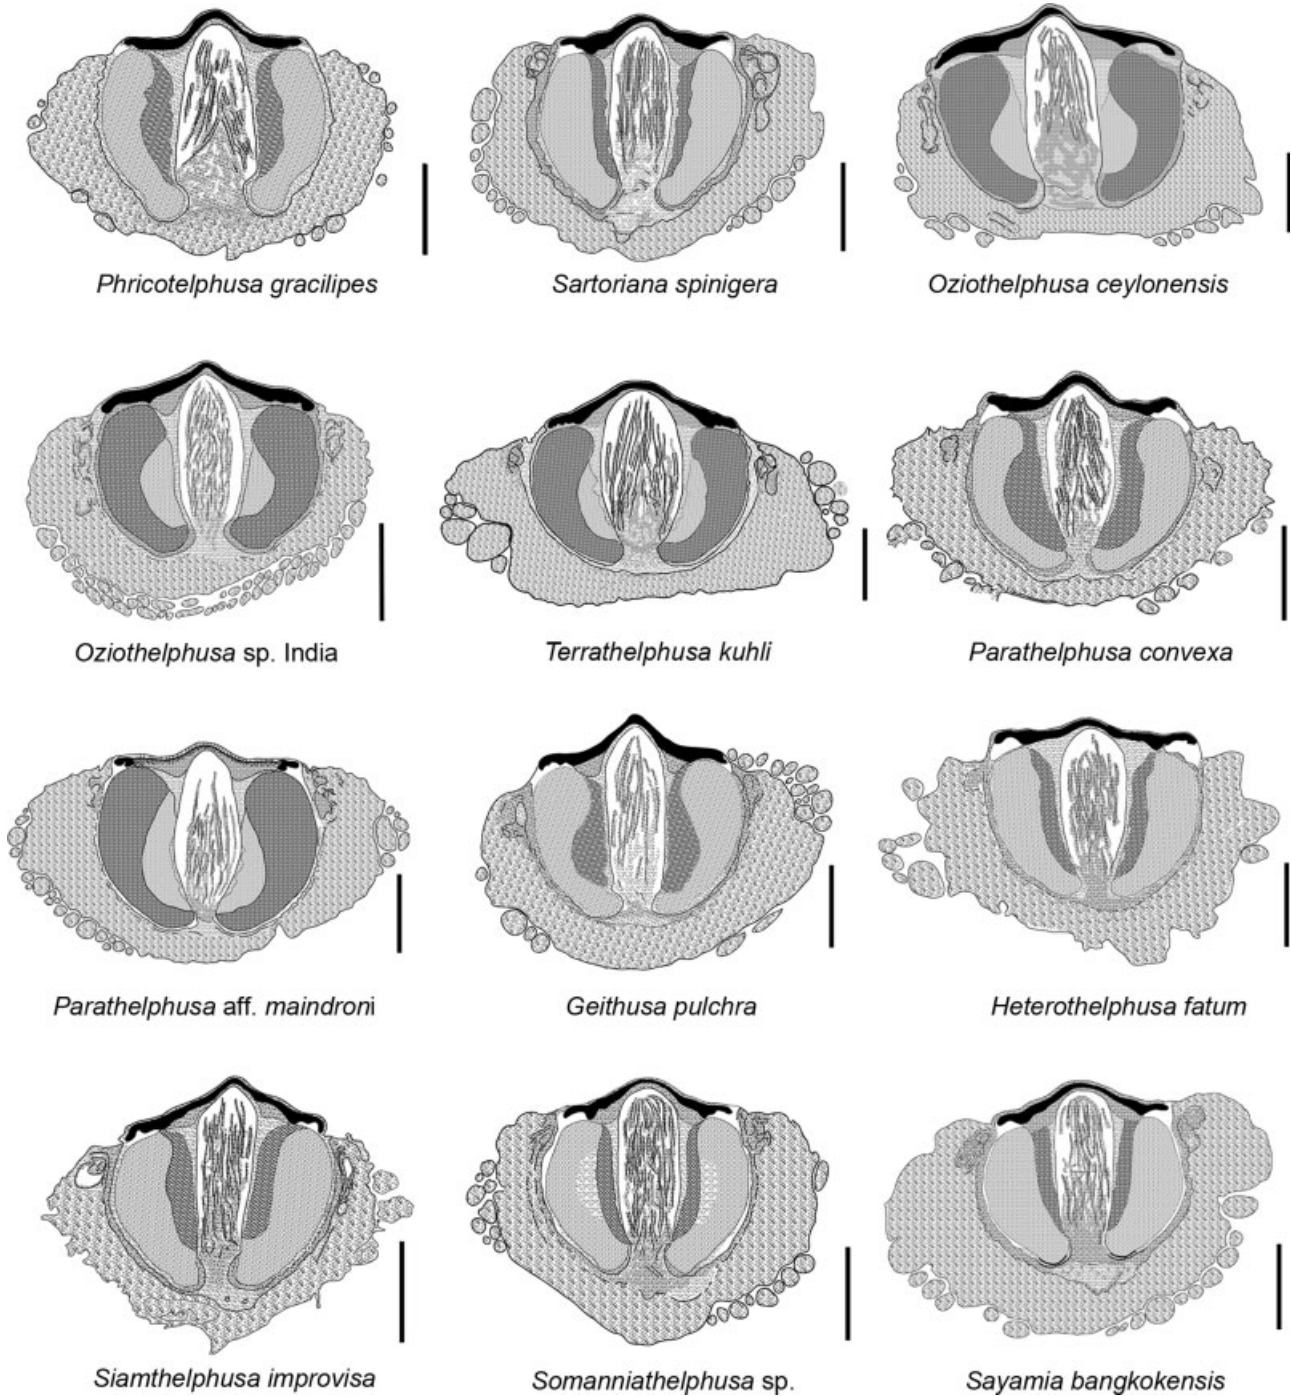 Phricotelphusa gracilipes
Sartoriana spinigera
Oziothelphusa ceylonensis
Oziothelphusa sp. India
Terrathelphusa kuhli
Parathelphusa convexa
Parathelphusa aff. maindroni
Geithusa pulchra
Heterothelphusa fatum
Siamthelphusa improvisa
Somanniathelphusa sp.
Sayamia bangkokensis